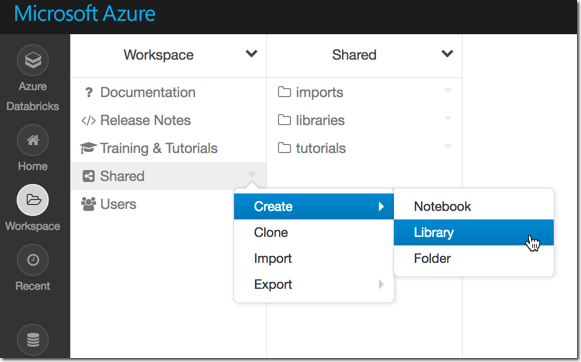 Microsoft Azure
Azure
Databricks
Home
Workspace
Recent
Workspace
? Documentation
</> Release Notes
Training & Tutorials
Shared
Users
Shared
imports
libraries
tutorials
Create
Clone
Import
Export
Notebook
Library
Folder